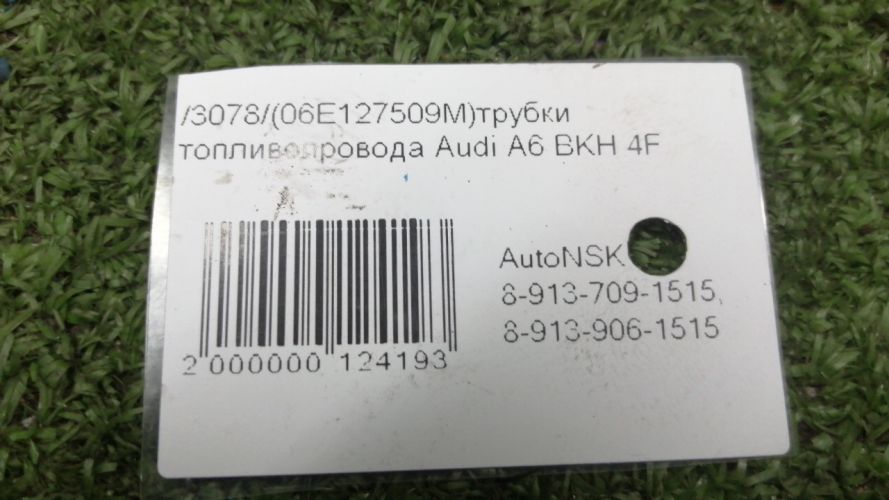 /3078/(06E127509M)трубки
топливопровода Audi A6 BKH 4F
AutoNSK
8-913-709-1515,
8-913-906-1515
2 000000 124193